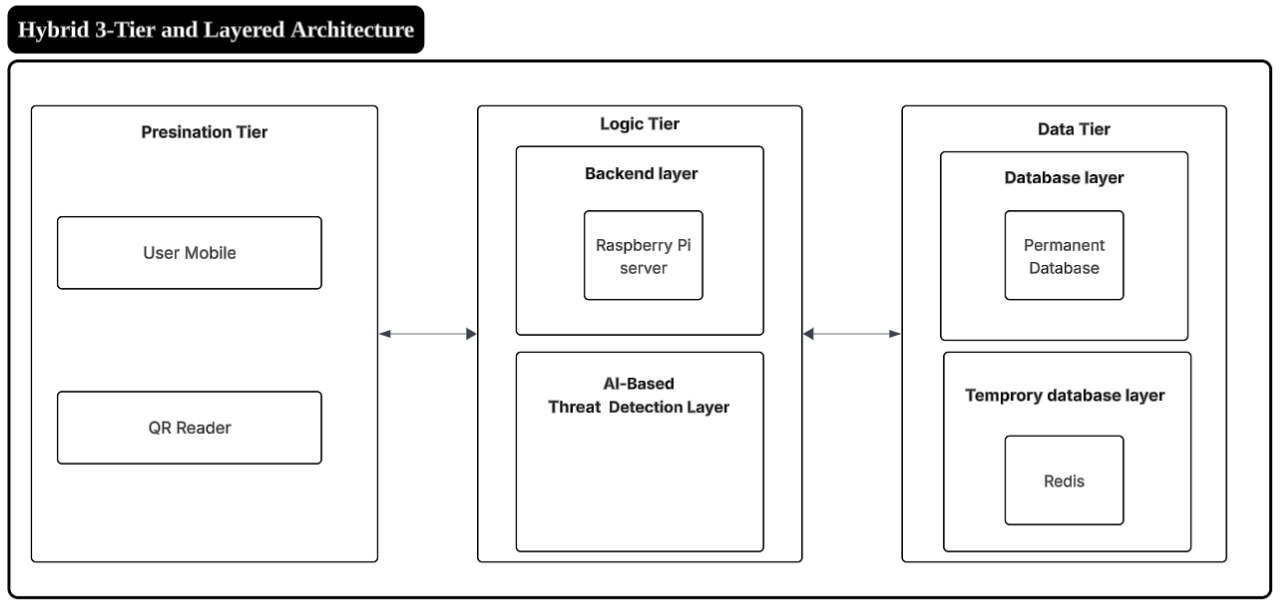 Hybrid 3-Tier and Layered Architecture
Presination Tier
User Mobile
QR Reader
Logic Tier
Backend layer
Raspberry Pi
server
AI-Based
Threat Detection Layer
Data Tier
Database layer
Permanent
Database
Temprory database layer
Redis